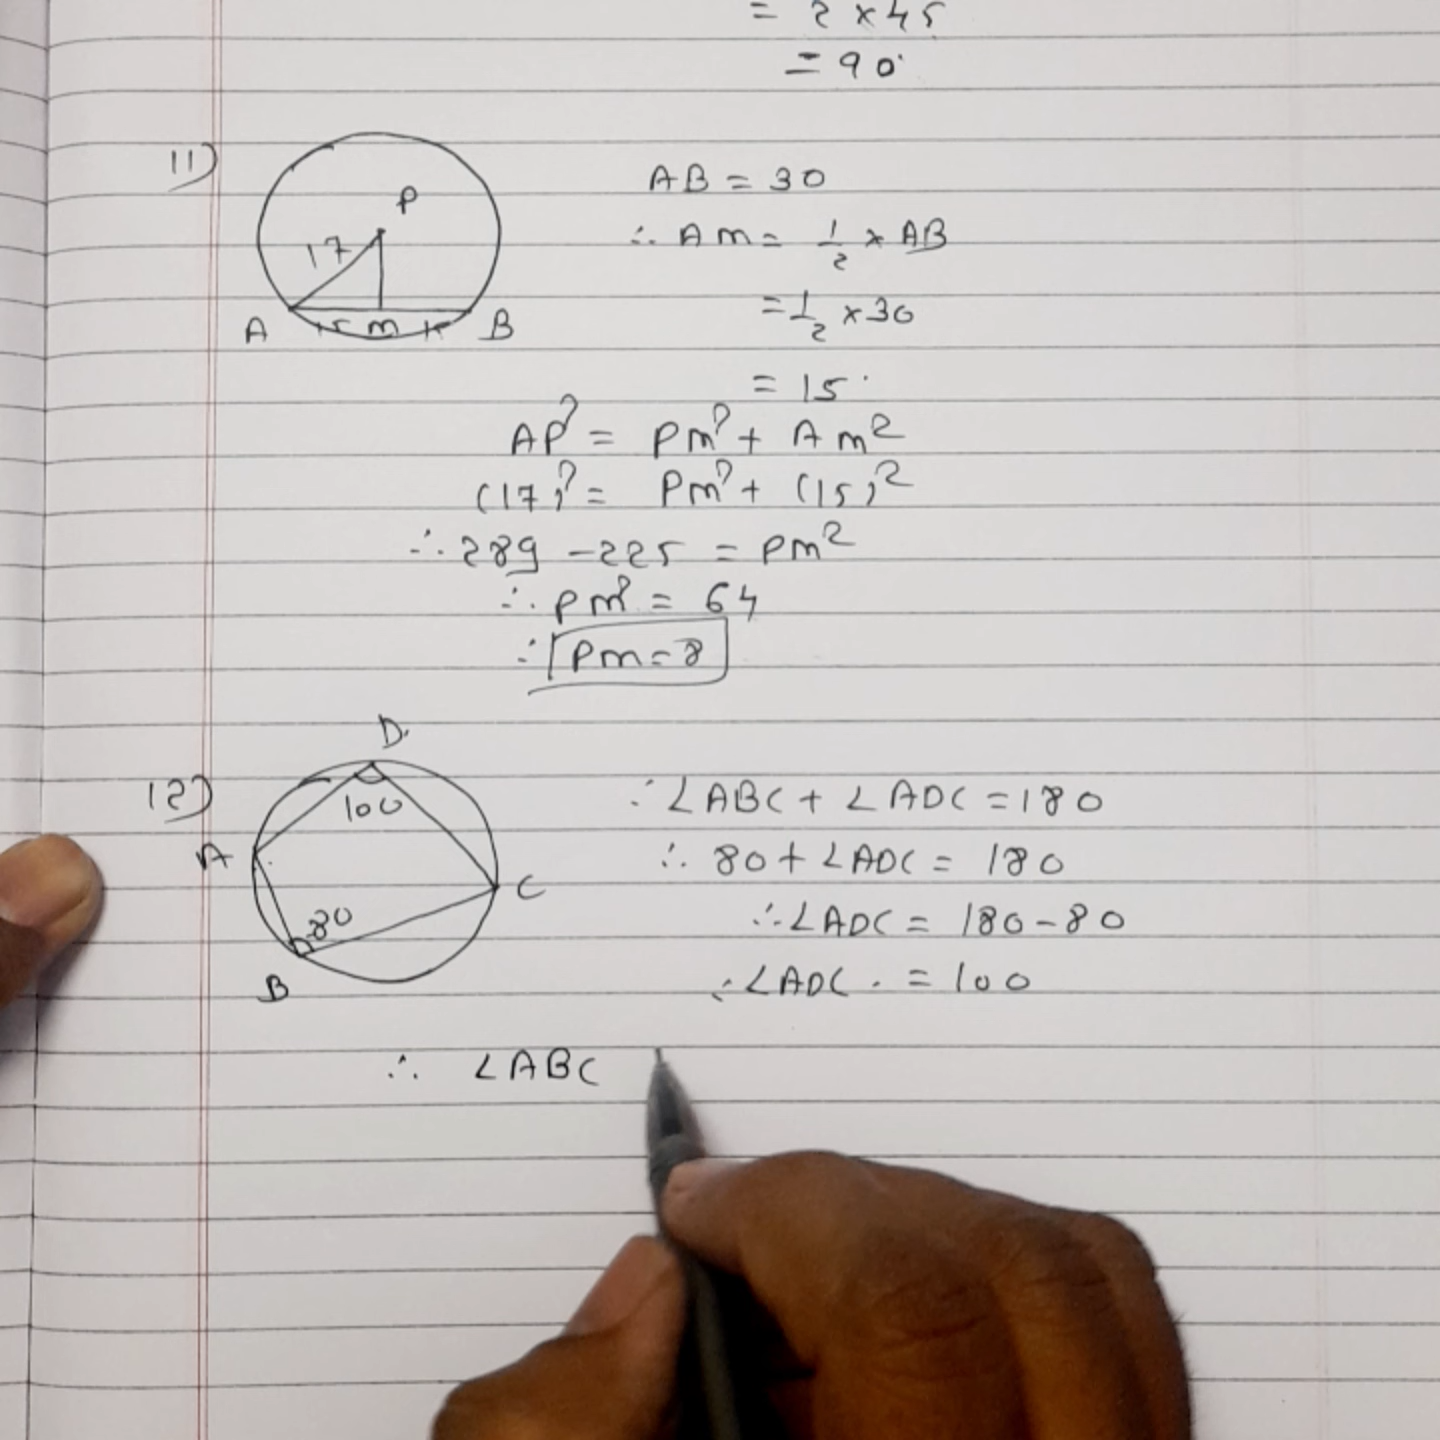 = 2 × 45
= 90
11)
P
17
A 15 m 15 B
AB = 30
∴ Am = 1/2 × AB
= 1/2 × 30
= 15
AP² = Pm² + Am²
(17)² = Pm² + (15)²
∴ 289 - 225 = Pm²
∴ Pm² = 64
∴ Pm = 8
12)
D
100
A
C
80
B
∵ ∠ABC + ∠ADC = 180
∴ 80 + ∠ADC = 180
∴ ∠ADC = 180 - 80
∴ ∠ADC = 100
∴ ∠ABC